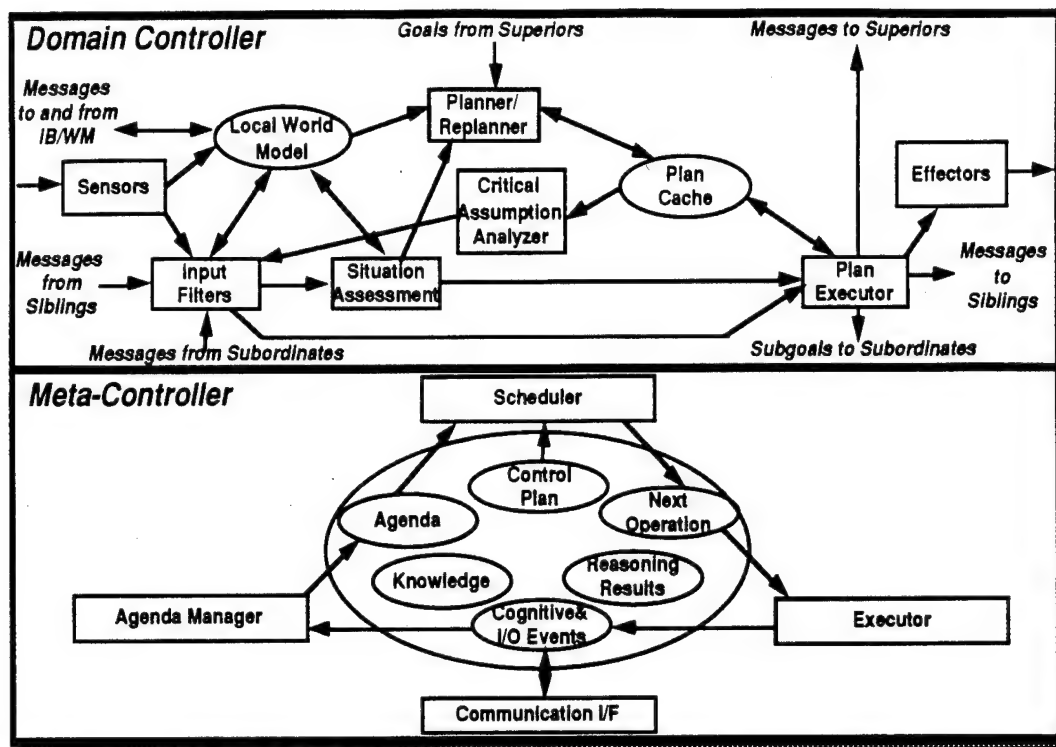 Domain Controller
Goals from Superiors
Messages to Superiors
Messages
to and from
IB/WM
Local World
Model
Planner/
Replanner
Sensors
Critical
Assumption
Analyzer
Plan
Cache
Effectors
Messages
from
Siblings
Input
Filters
Situation
Assessment
Plan
Executor
Messages
to
Siblings
Messages from Subordinates
Subgoals to Subordinates
Meta-Controller
Scheduler
Control
Plan
Agenda
Next
Operation
Knowledge
Reasoning
Results
Agenda Manager
Cognitive&
I/O Events
Executor
Communication I/F